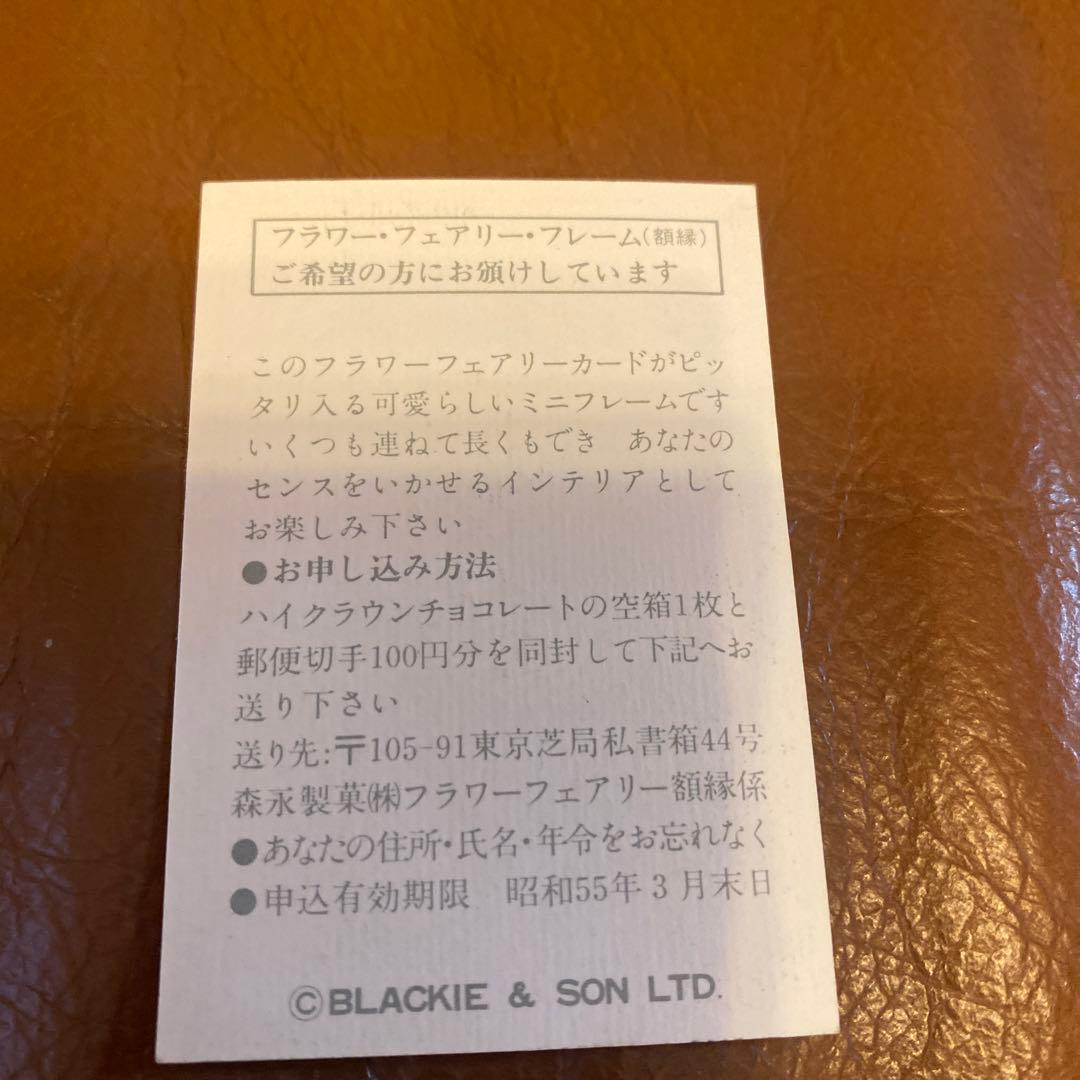 フラワー・フェアリー・フレーム(額縁)
ご希望の方にお頒けしています
このフラワーフェアリーカードがピッ
タリ入る可愛らしいミニフレームです
いくつも連ねて長くもでき　あなたの
センスをいかせるインテリアとして
お楽しみ下さい
●お申し込み方法
ハイクラウンチョコレートの空箱1枚と
郵便切手100円分を同封して下記へお
送り下さい
送り先:〒105-91東京芝局私書箱44号
森永製菓㈱フラワーフェアリー額縁係
●あなたの住所・氏名・年令をお忘れなく
●申込有効期限　昭和55年3月末日
©BLACKIE & SON LTD.